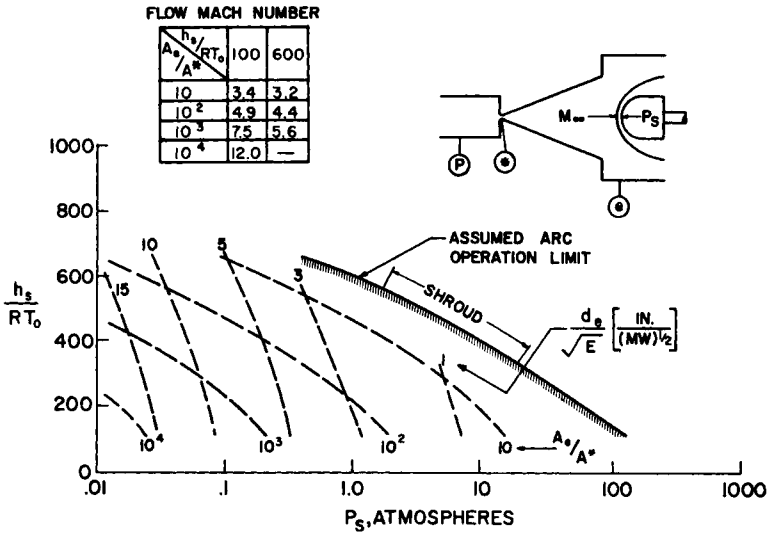 FLOW MACH NUMBER
hs/RTo 100 600
Ae/A*
10 3.4 3.2
10² 4.9 4.4
10³ 7.5 5.6
10⁴ 12.0 —
M∞ Ps
P * e
1000
800
600
400
200
0
hs/RTo
15 10 5 3 1
ASSUMED ARC
OPERATION LIMIT
SHROUD
de/√E [IN./(MW)^1/2]
10⁴ 10³ 10² 10 Ae/A*
.01 .1 1.0 10 100 1000
Ps, ATMOSPHERES